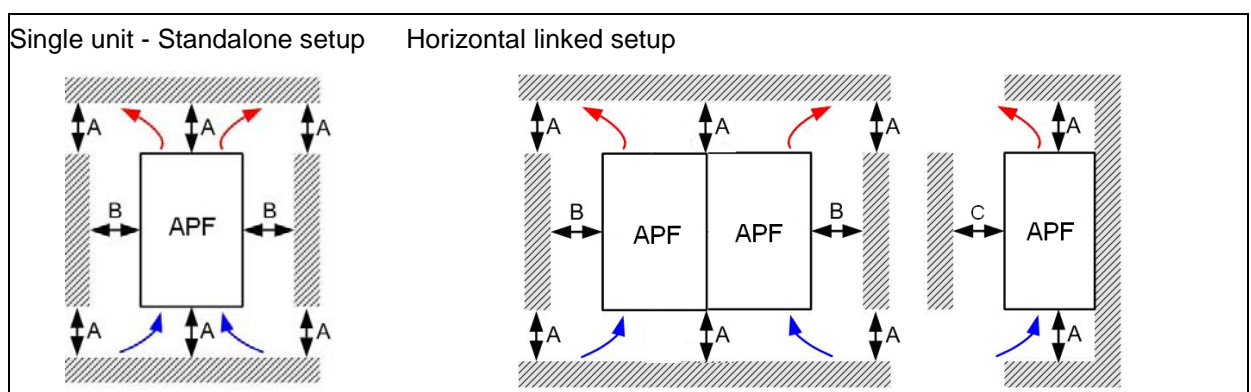 Single unit - Standalone setup Horizontal linked setup
A A A A A A A
B APF B B APF APF B C APF
A A A A A A A